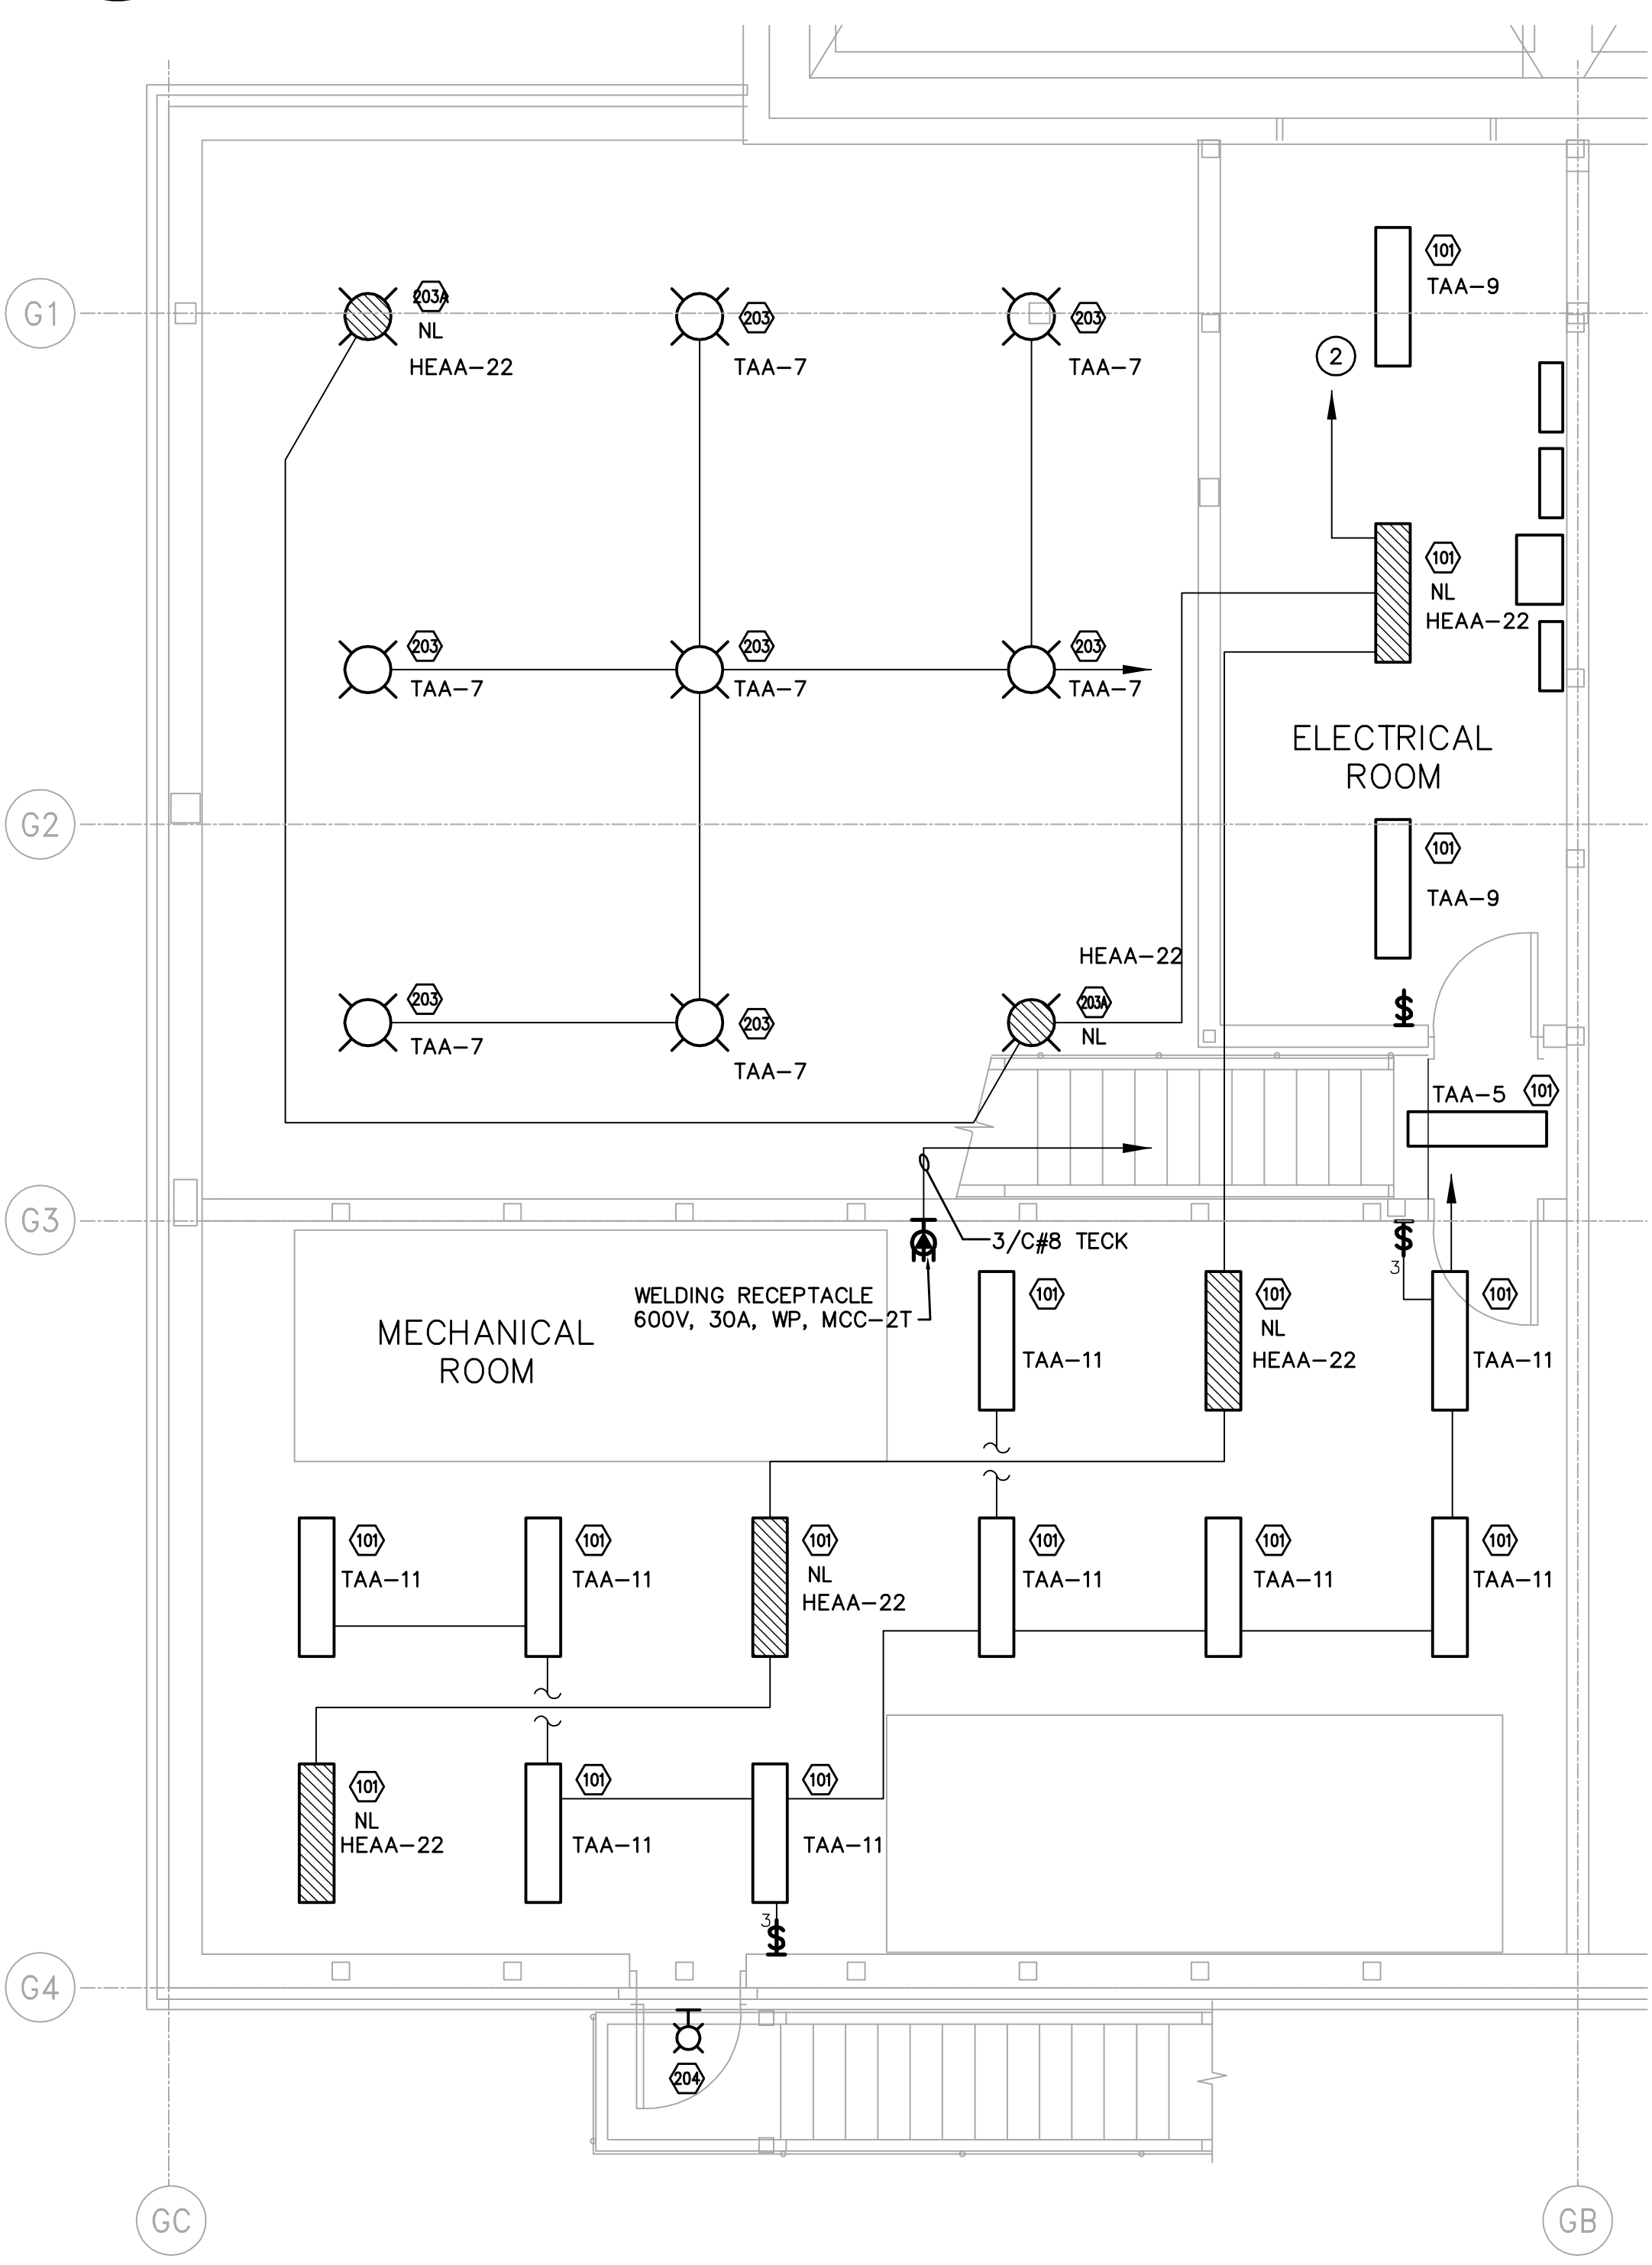 101
TAA-9
203A
NL
HEAA-22
203
TAA-7
203
TAA-7
G1
2
101
NL
HEAA-22
203
TAA-7
203
TAA-7
203
TAA-7
ELECTRICAL
ROOM
G2
101
TAA-9
HEAA-22
203A
NL
203
TAA-7
203
TAA-7
$
TAA-5
101
G3
3/C#8 TECK
$
3
WELDING RECEPTACLE
600V, 30A, WP, MCC-2T
MECHANICAL
ROOM
101
TAA-11
101
NL
HEAA-22
101
TAA-11
101
TAA-11
101
TAA-11
101
NL
HEAA-22
101
TAA-11
101
TAA-11
101
TAA-11
101
NL
HEAA-22
101
TAA-11
101
TAA-11
3
$
G4
204
GC
GB